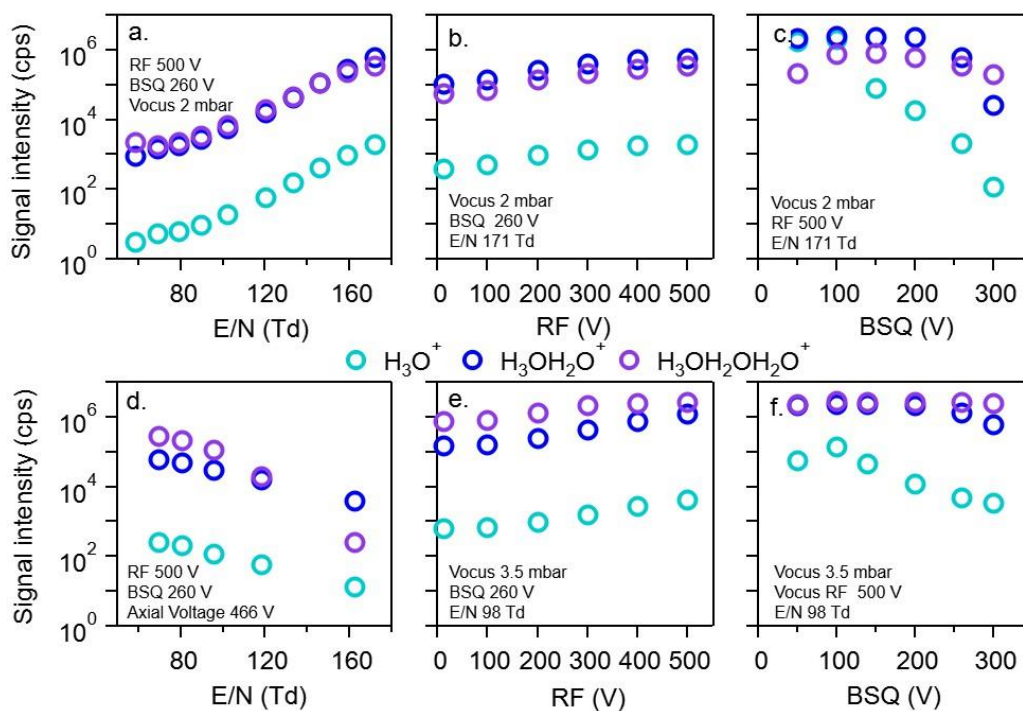 Signal intensity (cps)
10^6
10^4
10^2
10^0
a.
RF 500 V
BSQ 260 V
Vocus 2 mbar
80 120 160
E/N (Td)
b.
Vocus 2 mbar
BSQ 260 V
E/N 171 Td
0 100 200 300 400 500
RF (V)
c.
Vocus 2 mbar
RF 500 V
E/N 171 Td
0 100 200 300
BSQ (V)
H3O+ H3OH2O+ H3OH2OH2O+
Signal intensity (cps)
10^6
10^4
10^2
10^0
d.
RF 500 V
BSQ 260 V
Axial Voltage 466 V
80 120 160
E/N (Td)
e.
Vocus 3.5 mbar
BSQ 260 V
E/N 98 Td
0 100 200 300 400 500
RF (V)
f.
Vocus 3.5 mbar
Vocus RF 500 V
E/N 98 Td
0 100 200 300
BSQ (V)